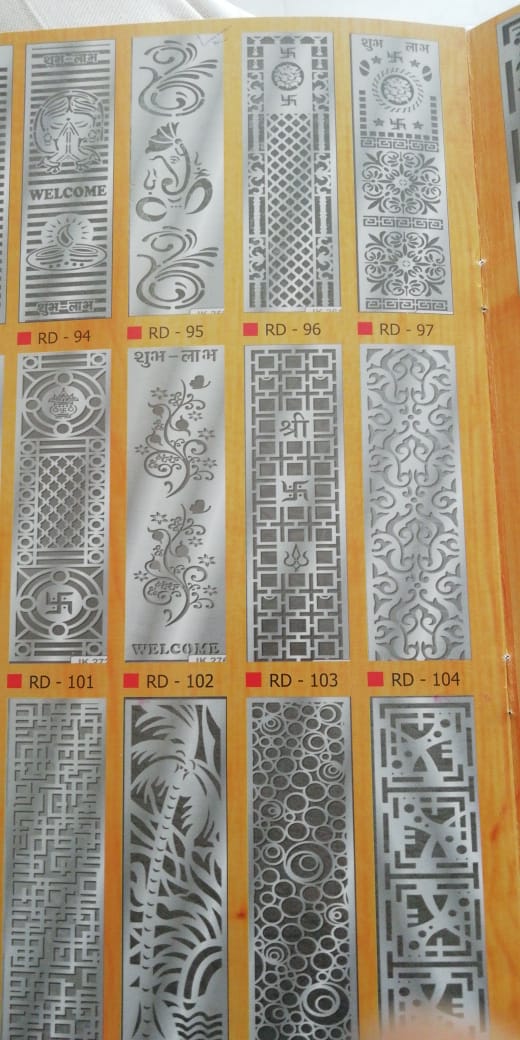 शुभ-लाभ
WELCOME
शुभ-लाभ
शुभ लाभ
RD - 94
RD - 95
RD - 96
RD - 97
शुभ-लाभ
WELCOME
श्री
RD - 101
RD - 102
RD - 103
RD - 104